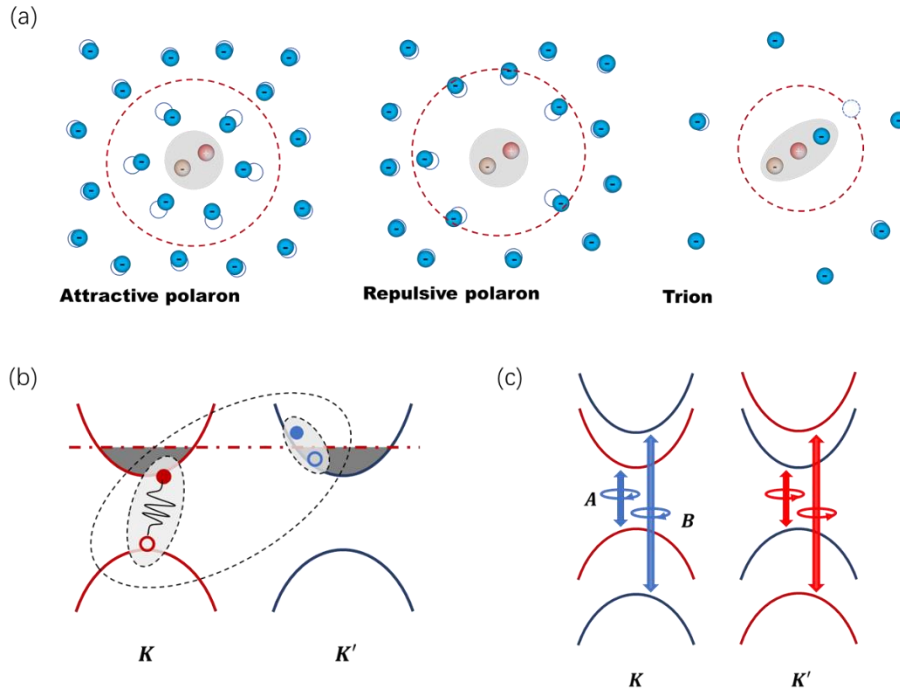 (a)
Attractive polaron
Repulsive polaron
Trion
(b)
(c)
A
B
K
K′
K
K′